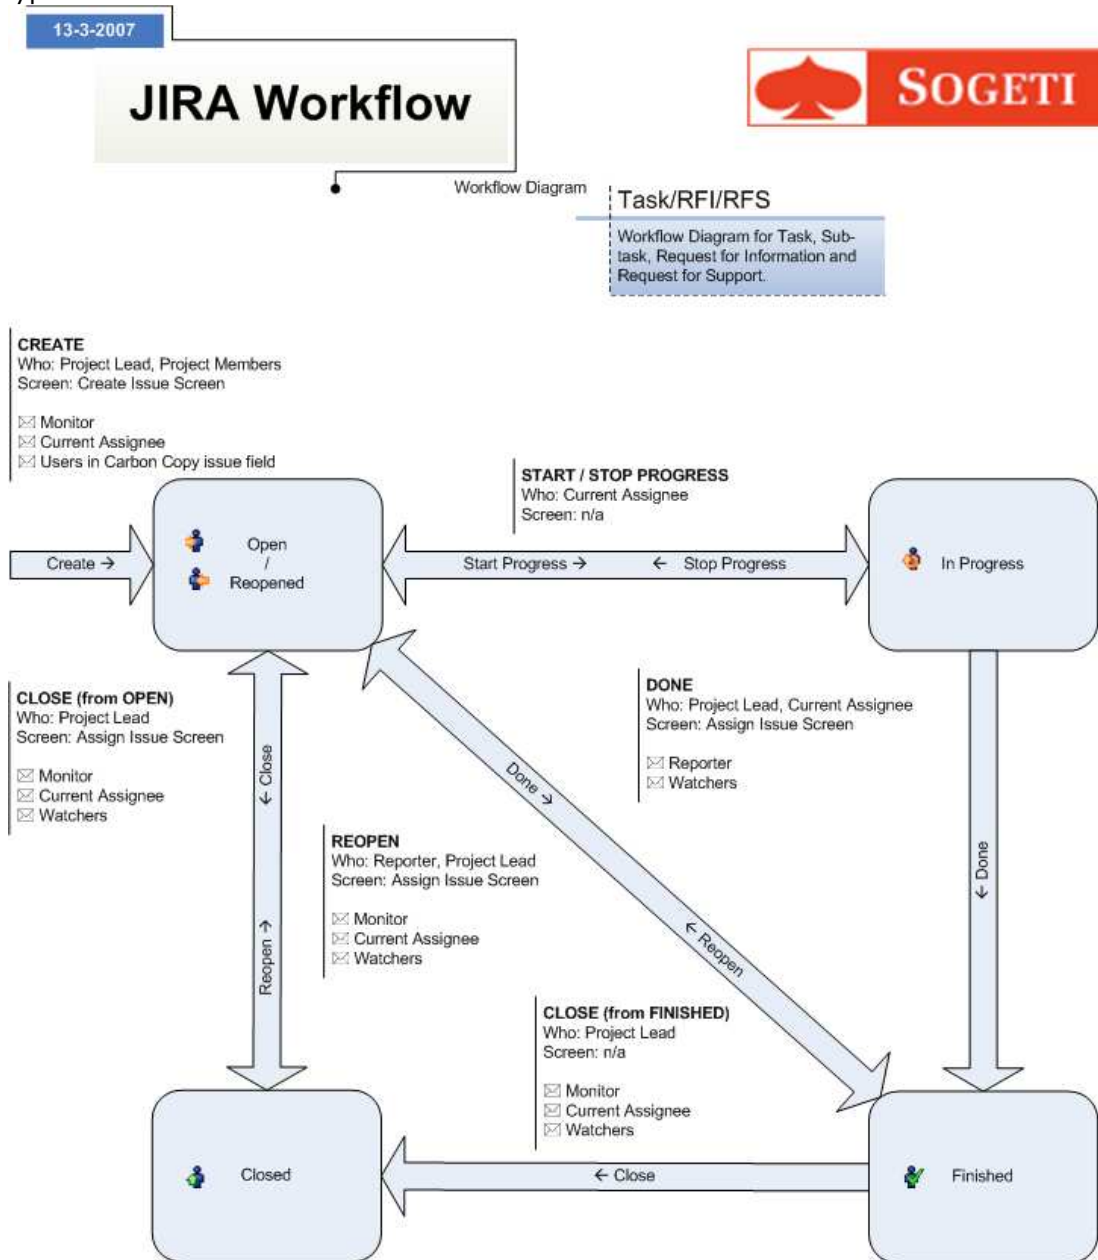 13-3-2007
JIRA Workflow
SOGETI
Workflow Diagram
Task/RFI/RFS
Workflow Diagram for Task, Sub-
task, Request for Information and
Request for Support.
CREATE
Who: Project Lead, Project Members
Screen: Create Issue Screen
Monitor
Current Assignee
Users in Carbon Copy issue field
START / STOP PROGRESS
Who: Current Assignee
Screen: n/a
Create →
Open
/
Reopened
Start Progress →
← Stop Progress
In Progress
CLOSE (from OPEN)
Who: Project Lead
Screen: Assign Issue Screen
Monitor
Current Assignee
Watchers
← Close
Reopen →
DONE
Who: Project Lead, Current Assignee
Screen: Assign Issue Screen
Reporter
Watchers
Done →
← Reopen
← Done
REOPEN
Who: Reporter, Project Lead
Screen: Assign Issue Screen
Monitor
Current Assignee
Watchers
CLOSE (from FINISHED)
Who: Project Lead
Screen: n/a
Monitor
Current Assignee
Watchers
Closed
← Close
Finished